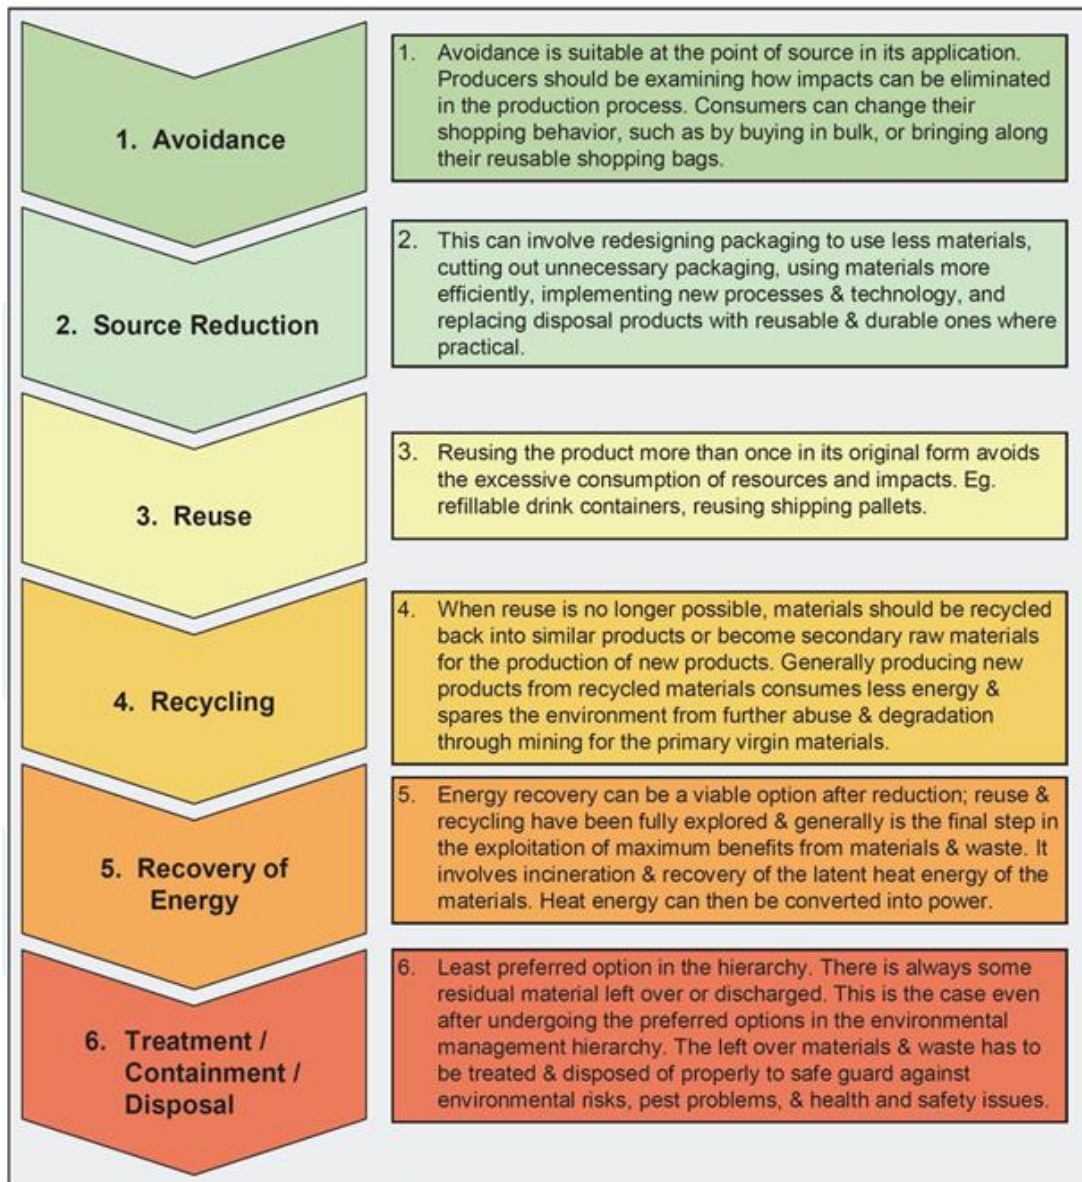 1. Avoidance
1. Avoidance is suitable at the point of source in its application.
Producers should be examining how impacts can be eliminated
in the production process. Consumers can change their
shopping behavior, such as by buying in bulk, or bringing along
their reusable shopping bags.
2. Source Reduction
2. This can involve redesigning packaging to use less materials,
cutting out unnecessary packaging, using materials more
efficiently, implementing new processes & technology, and
replacing disposal products with reusable & durable ones where
practical.
3. Reuse
3. Reusing the product more than once in its original form avoids
the excessive consumption of resources and impacts. Eg.
refillable drink containers, reusing shipping pallets.
4. Recycling
4. When reuse is no longer possible, materials should be recycled
back into similar products or become secondary raw materials
for the production of new products. Generally producing new
products from recycled materials consumes less energy &
spares the environment from further abuse & degradation
through mining for the primary virgin materials.
5. Recovery of
Energy
5. Energy recovery can be a viable option after reduction; reuse &
recycling have been fully explored & generally is the final step in
the exploitation of maximum benefits from materials & waste. It
involves incineration & recovery of the latent heat energy of the
materials. Heat energy can then be converted into power.
6. Treatment /
Containment /
Disposal
6. Least preferred option in the hierarchy. There is always some
residual material left over or discharged. This is the case even
after undergoing the preferred options in the environmental
management hierarchy. The left over materials & waste has to
be treated & disposed of properly to safe guard against
environmental risks, pest problems, & health and safety issues.